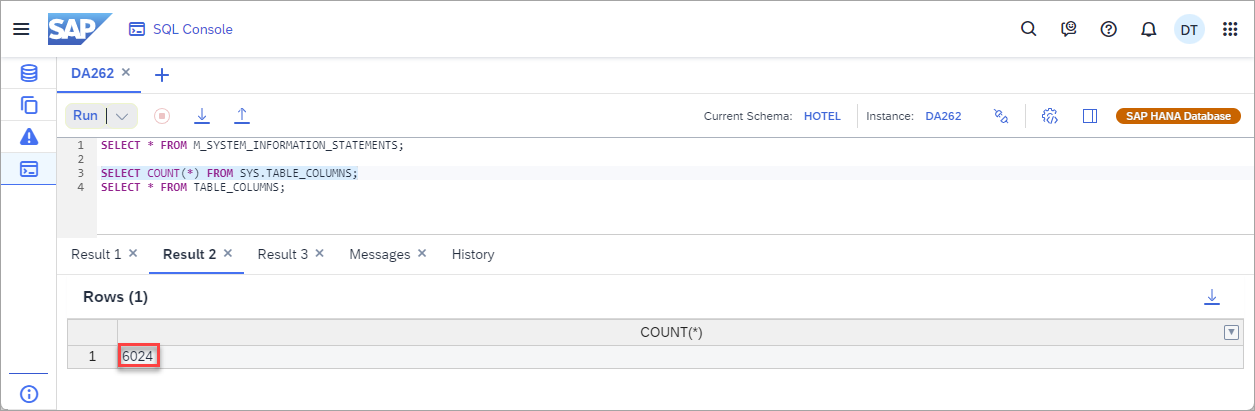 SAP SQL Console DT
DA262
Run Current Schema: HOTEL Instance: DA262 SAP HANA Database
1 SELECT * FROM M_SYSTEM_INFORMATION_STATEMENTS;
2
3 SELECT COUNT(*) FROM SYS.TABLE_COLUMNS;
4 SELECT * FROM TABLE_COLUMNS;
Result 1 Result 2 Result 3 Messages History
Rows (1)
COUNT(*)
1 6024